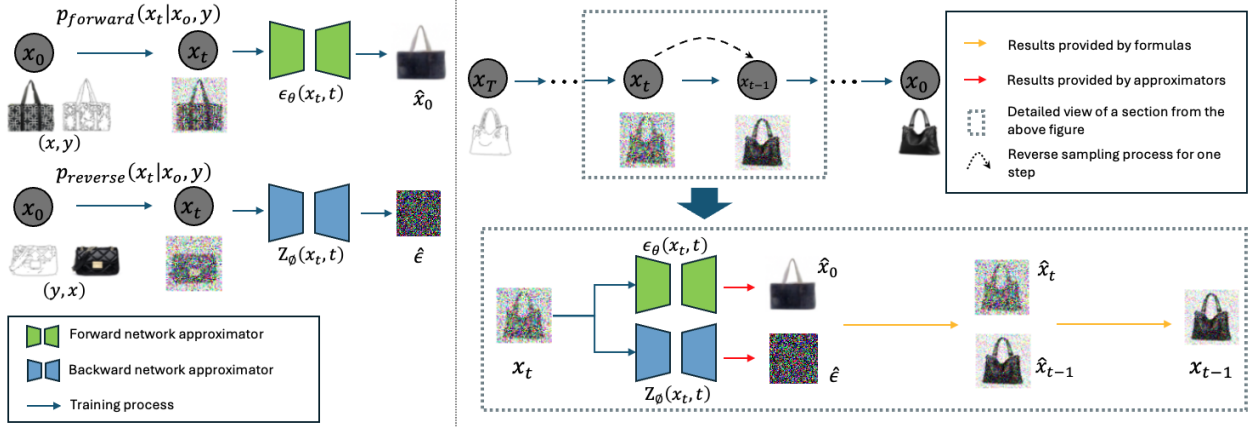 p_forward(x_t|x_o, y)
x_0
x_t
ϵ_θ(x_t, t)
x̂_0
(x, y)
p_reverse(x_t|x_o, y)
x_0
x_t
Z_∅(x_t, t)
ϵ̂
(y, x)
Forward network approximator
Backward network approximator
Training process
x_T
x_t
x_{t−1}
x_0
Results provided by formulas
Results provided by approximators
Detailed view of a section from the
above figure
Reverse sampling process for one
step
ϵ_θ(x_t, t)
x̂_0
x̂_t
x_t
Z_∅(x_t, t)
ϵ̂
x̂_{t−1}
x_{t−1}